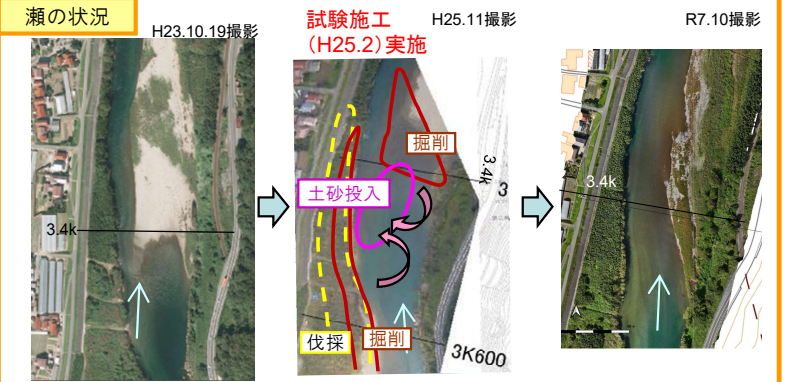 瀬の状況
H23.10.19撮影
試験施工
（H25.2）実施
H25.11撮影
R7.10撮影
掘削
3.4k
3
土砂投入
3.4k
3.4k
伐採
掘削
3K600